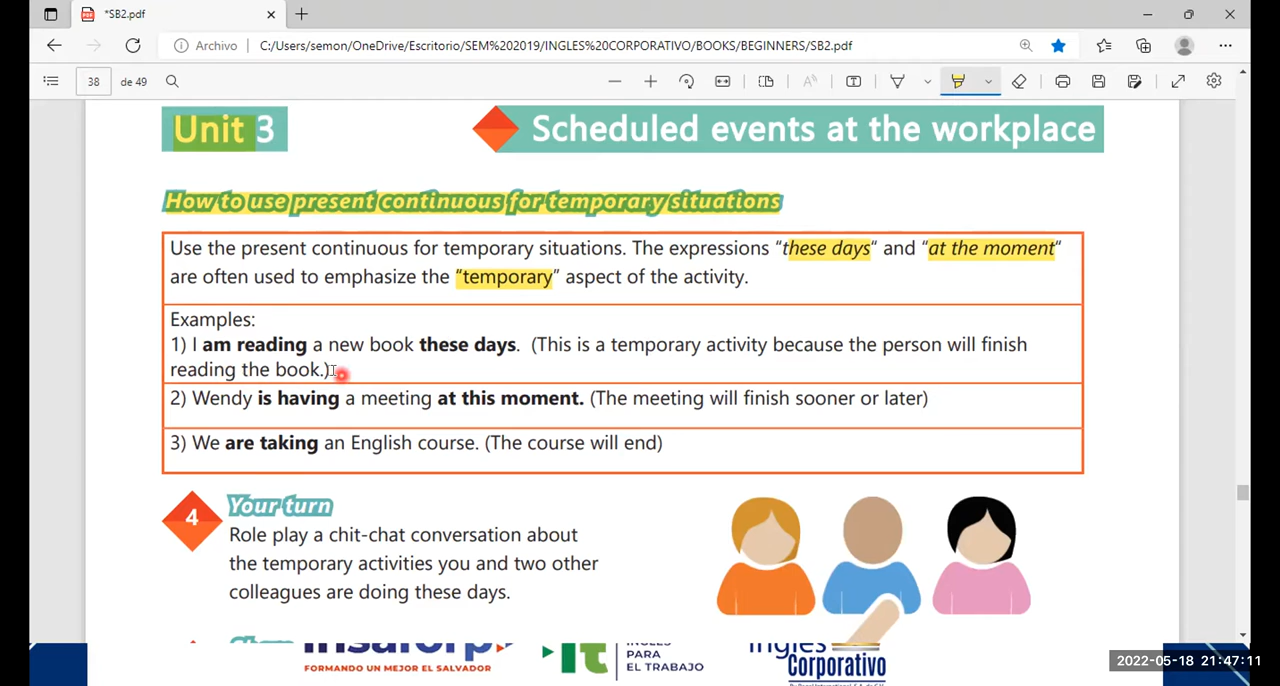 *SB2.pdf
Archivo
C:/Users/semon/OneDrive/Escritorio/SEM%202019/INGLES%20CORPORATIVO/BOOKS/BEGINNERS/SB2.pdf
38 de 49
Unit 3
Scheduled events at the workplace
How to use present continuous for temporary situations
Use the present continuous for temporary situations. The expressions “these days“ and “at the moment“
are often used to emphasize the “temporary” aspect of the activity.
Examples:
1) I am reading a new book these days. (This is a temporary activity because the person will finish
reading the book.)
2) Wendy is having a meeting at this moment. (The meeting will finish sooner or later)
3) We are taking an English course. (The course will end)
4
Your turn
Role play a chit-chat conversation about
the temporary activities you and two other
colleagues are doing these days.
FORMANDO UN MEJOR EL SALVADOR
it
PARA
EL TRABAJO
Corporativo
2022-05-18 21:47:11